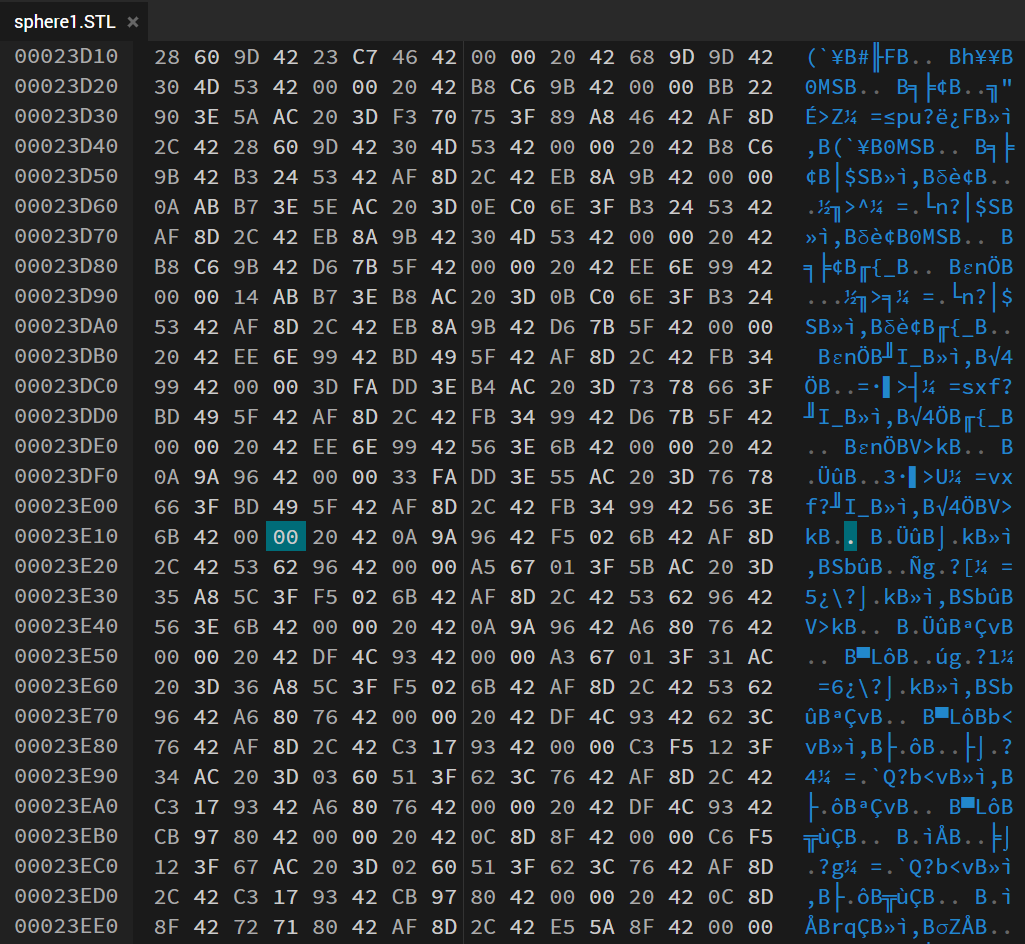 sphere1.STL ×
00023D10 28 60 9D 42 23 C7 46 42 00 00 20 42 68 9D 9D 42 (`¥B#╟FB.. Bh¥¥B
00023D20 30 4D 53 42 00 00 20 42 B8 C6 9B 42 00 00 BB 22 0MSB.. B╕╞¢B..╗"
00023D30 90 3E 5A AC 20 3D F3 70 75 3F 89 A8 46 42 AF 8D É>Z¼ =≤pu?ë¿FB»ì
00023D40 2C 42 28 60 9D 42 30 4D 53 42 00 00 20 42 B8 C6 ,B(`¥B0MSB.. B╕╞
00023D50 9B 42 B3 24 53 42 AF 8D 2C 42 EB 8A 9B 42 00 00 ¢B│$SB»ì,Bδè¢B..
00023D60 0A AB B7 3E 5E AC 20 3D 0E C0 6E 3F B3 24 53 42 .½╖>^¼ =.└n?│$SB
00023D70 AF 8D 2C 42 EB 8A 9B 42 30 4D 53 42 00 00 20 42 »ì,Bδè¢B0MSB.. B
00023D80 B8 C6 9B 42 D6 7B 5F 42 00 00 20 42 EE 6E 99 42 ╕╞¢B╓{_B.. BεnÖB
00023D90 00 00 14 AB B7 3E B8 AC 20 3D 0B C0 6E 3F B3 24 ...½╖>╕¼ =.└n?│$
00023DA0 53 42 AF 8D 2C 42 EB 8A 9B 42 D6 7B 5F 42 00 00 SB»ì,Bδè¢B╓{_B..
00023DB0 20 42 EE 6E 99 42 BD 49 5F 42 AF 8D 2C 42 FB 34 BεnÖB╜I_B»ì,B√4
00023DC0 99 42 00 00 3D FA DD 3E B4 AC 20 3D 73 78 66 3F ÖB..=·▌>┤¼ =sxf?
00023DD0 BD 49 5F 42 AF 8D 2C 42 FB 34 99 42 D6 7B 5F 42 ╜I_B»ì,B√4ÖB╓{_B
00023DE0 00 00 20 42 EE 6E 99 42 56 3E 6B 42 00 00 20 42 .. BεnÖBV>kB.. B
00023DF0 0A 9A 96 42 00 00 33 FA DD 3E 55 AC 20 3D 76 78 .ÜûB..3·▌>U¼ =vx
00023E00 66 3F BD 49 5F 42 AF 8D 2C 42 FB 34 99 42 56 3E f?╜I_B»ì,B√4ÖBV>
00023E10 6B 42 00 00 20 42 0A 9A 96 42 F5 02 6B 42 AF 8D kB.. B.ÜûB⌡.kB»ì
00023E20 2C 42 53 62 96 42 00 00 A5 67 01 3F 5B AC 20 3D ,BSbûB..Ñg.?[¼ =
00023E30 35 A8 5C 3F F5 02 6B 42 AF 8D 2C 42 53 62 96 42 5¿\?⌡.kB»ì,BSbûB
00023E40 56 3E 6B 42 00 00 20 42 0A 9A 96 42 A6 80 76 42 V>kB.. B.ÜûBªÇvB
00023E50 00 00 20 42 DF 4C 93 42 00 00 A3 67 01 3F 31 AC .. B▀LôB..úg.?1¼
00023E60 20 3D 36 A8 5C 3F F5 02 6B 42 AF 8D 2C 42 53 62 =6¿\?⌡.kB»ì,BSb
00023E70 96 42 A6 80 76 42 00 00 20 42 DF 4C 93 42 62 3C ûBªÇvB.. B▀LôBb<
00023E80 76 42 AF 8D 2C 42 C3 17 93 42 00 00 C3 F5 12 3F vB»ì,B├.ôB..├⌡.?
00023E90 34 AC 20 3D 03 60 51 3F 62 3C 76 42 AF 8D 2C 42 4¼ =.`Q?b<vB»ì,B
00023EA0 C3 17 93 42 A6 80 76 42 00 00 20 42 DF 4C 93 42 ├.ôBªÇvB.. B▀LôB
00023EB0 CB 97 80 42 00 00 20 42 0C 8D 8F 42 00 00 C6 F5 ╦ùÇB.. B.ìÅB..╞⌡
00023EC0 12 3F 67 AC 20 3D 02 60 51 3F 62 3C 76 42 AF 8D .?g¼ =.`Q?b<vB»ì
00023ED0 2C 42 C3 17 93 42 CB 97 80 42 00 00 20 42 0C 8D ,B├.ôB╦ùÇB.. B.ì
00023EE0 8F 42 72 71 80 42 AF 8D 2C 42 E5 5A 8F 42 00 00 ÅBrqÇB»ì,BσZÅB..